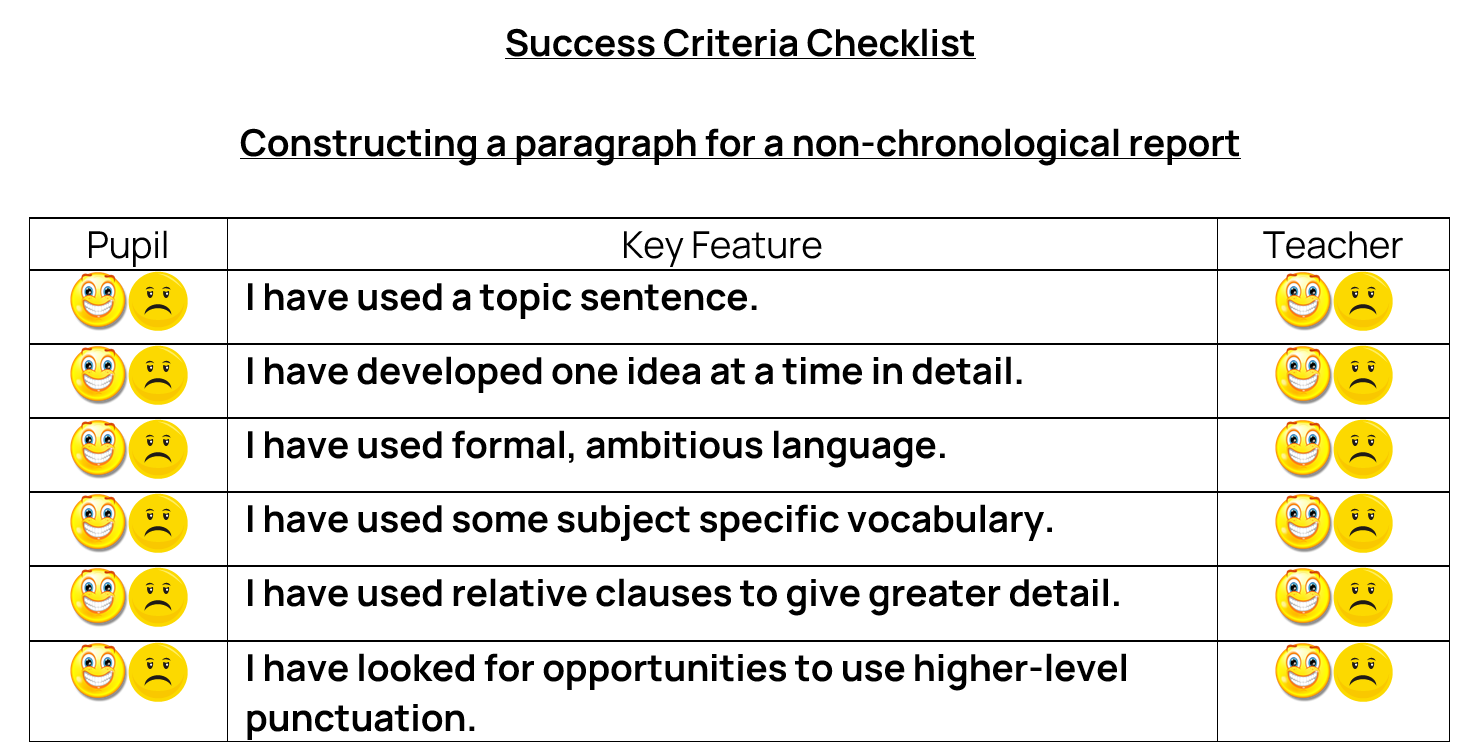 Success Criteria Checklist
Constructing a paragraph for a non-chronological report
Pupil Key Feature Teacher
I have used a topic sentence.
I have developed one idea at a time in detail.
I have used formal, ambitious language.
I have used some subject specific vocabulary.
I have used relative clauses to give greater detail.
I have looked for opportunities to use higher-level
punctuation.